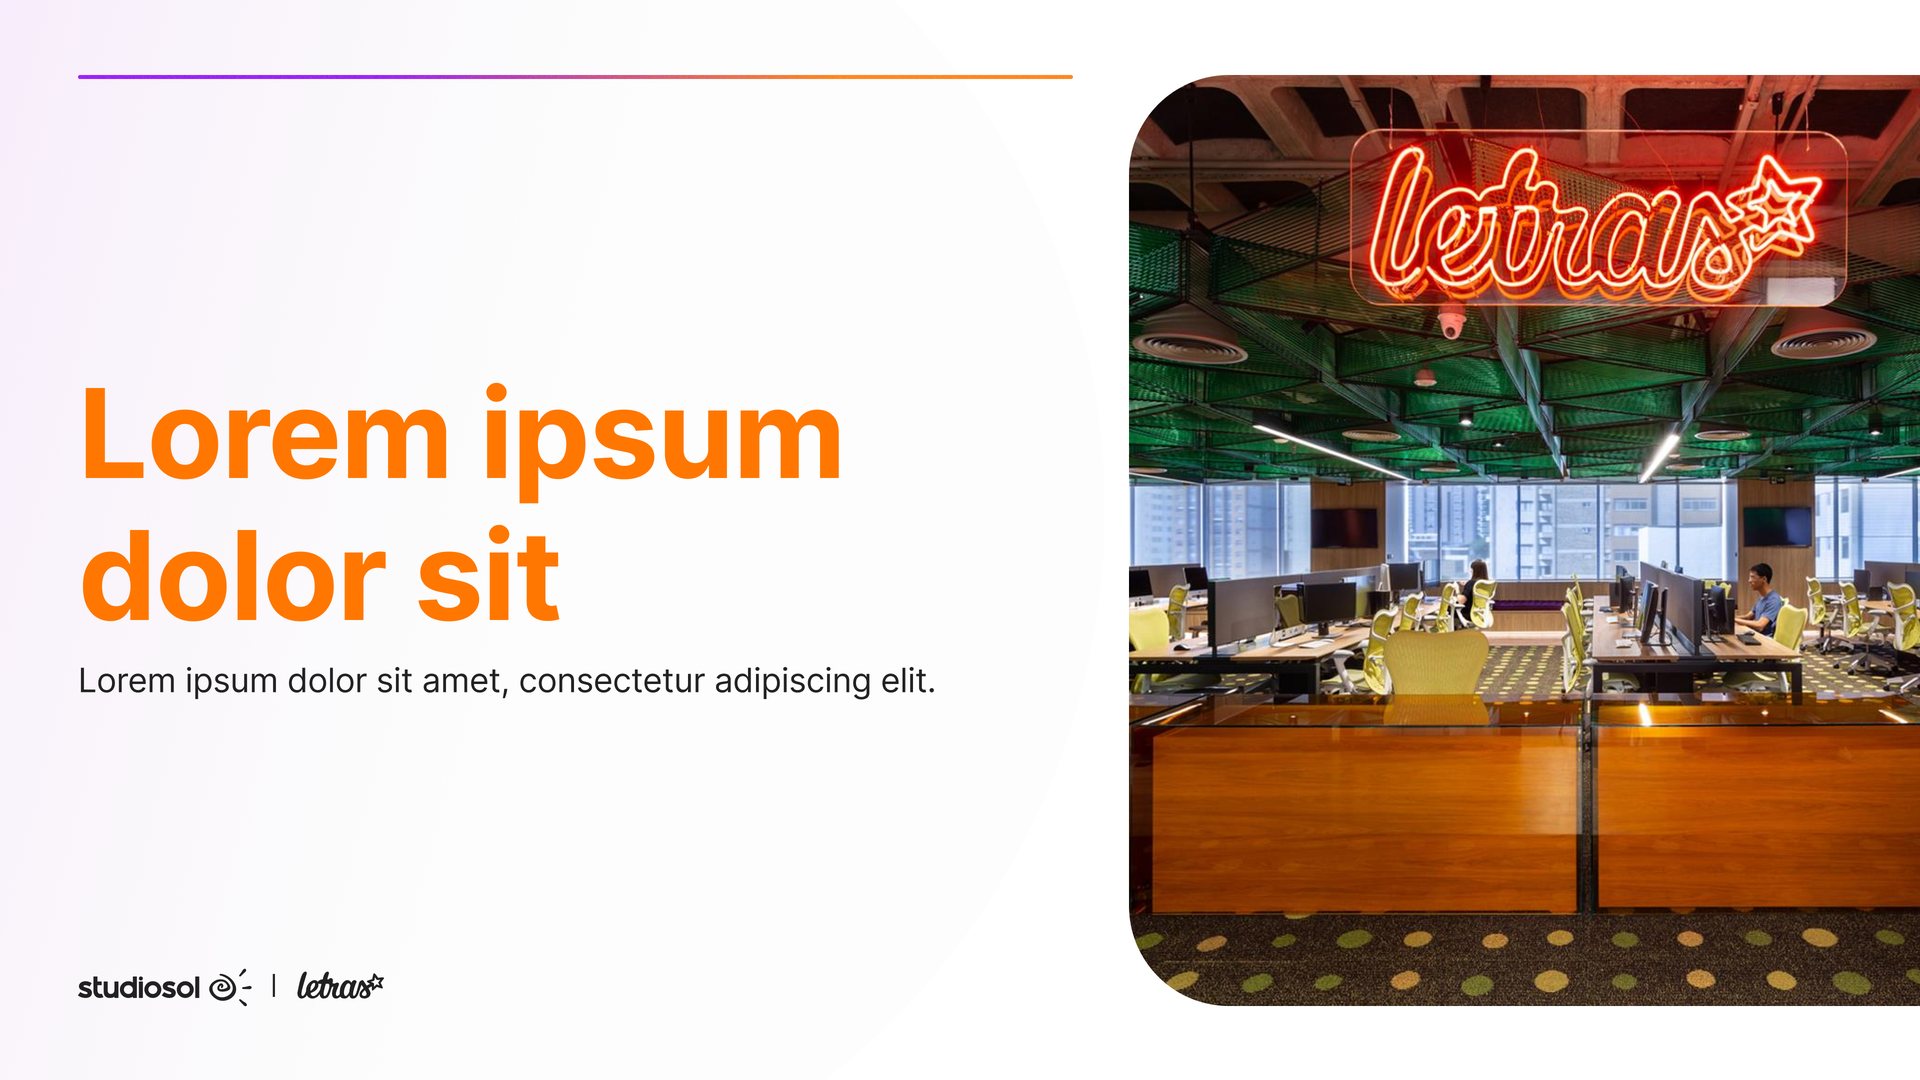 Lorem ipsum
dolor sit
Lorem ipsum dolor sit amet, consectetur adipiscing elit.
studiosol | letras
letras